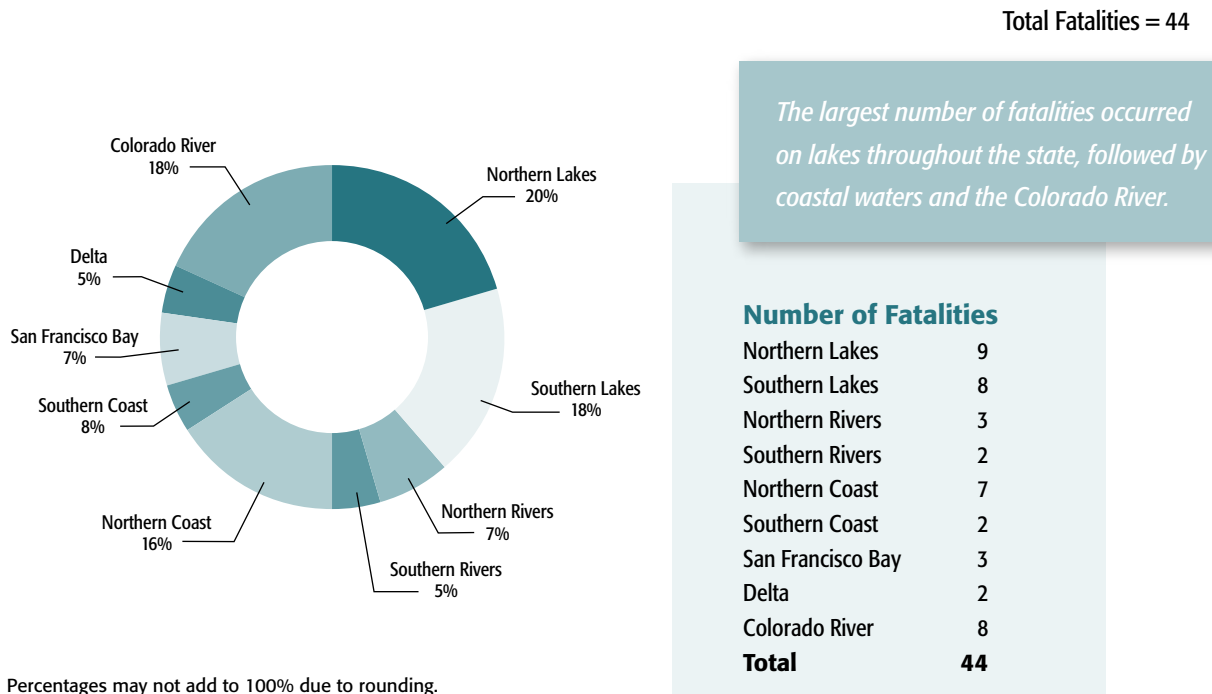 Total Fatalities = 44
The largest number of fatalities occurred
on lakes throughout the state, followed by
coastal waters and the Colorado River.
Colorado River
18%
Northern Lakes
20%
Delta
5%
San Francisco Bay
7%
Southern Coast
8%
Southern Lakes
18%
Northern Coast
16%
Northern Rivers
7%
Southern Rivers
5%
Number of Fatalities
Northern Lakes 9
Southern Lakes 8
Northern Rivers 3
Southern Rivers 2
Northern Coast 7
Southern Coast 2
San Francisco Bay 3
Delta 2
Colorado River 8
Total 44
Percentages may not add to 100% due to rounding.